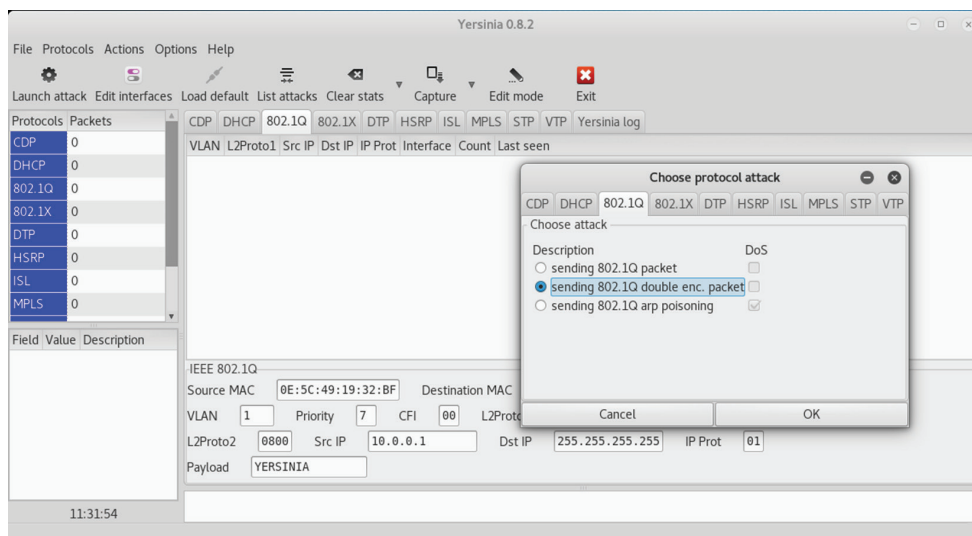 Yersinia 0.8.2
File Protocols Actions Options Help
Launch attack Edit interfaces Load default List attacks Clear stats Capture Edit mode Exit
Protocols Packets
CDP 0
DHCP 0
802.1Q 0
802.1X 0
DTP 0
HSRP 0
ISL 0
MPLS 0
Field Value Description
11:31:54
CDP DHCP 802.1Q 802.1X DTP HSRP ISL MPLS STP VTP Yersinia log
VLAN L2Proto1 Src IP Dst IP IP Prot Interface Count Last seen
Choose protocol attack
CDP DHCP 802.1Q 802.1X DTP HSRP ISL MPLS STP VTP
Choose attack
Description DoS
sending 802.1Q packet
sending 802.1Q double enc. packet
sending 802.1Q arp poisoning
Cancel OK
IEEE 802.1Q
Source MAC 0E:5C:49:19:32:BF Destination MAC
VLAN 1 Priority 7 CFI 00 L2Proto
L2Proto2 0800 Src IP 10.0.0.1 Dst IP 255.255.255.255 IP Prot 01
Payload YERSINIA